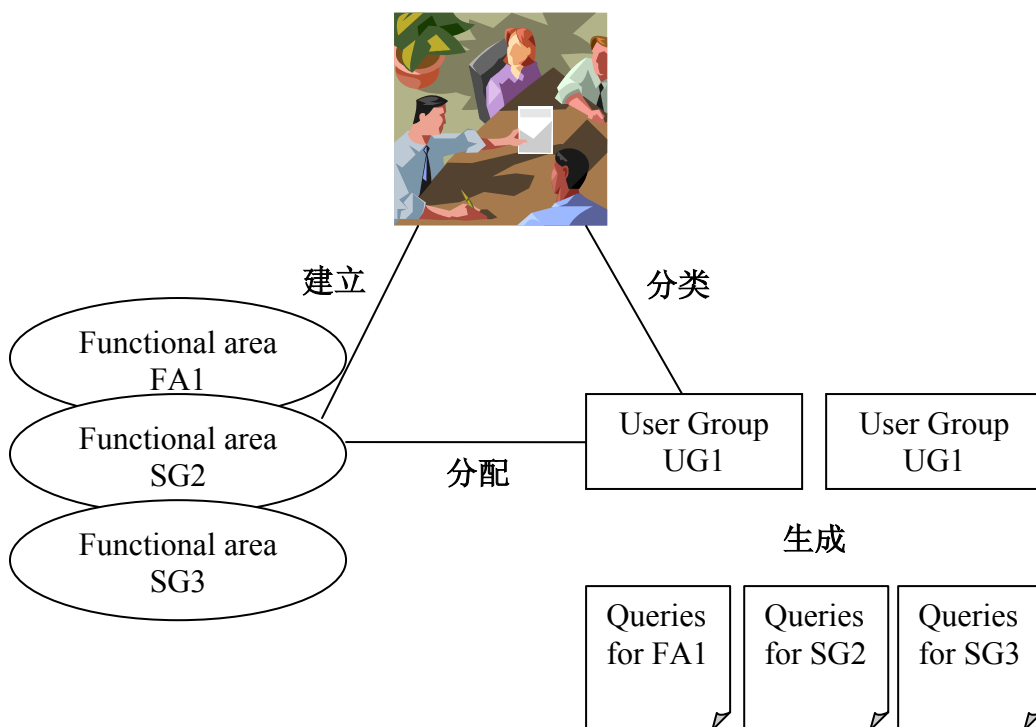 建立
分类
Functional area
FA1
Functional area
SG2
Functional area
SG3
分配
User Group
UG1
User Group
UG1
生成
Queries
for FA1
Queries
for SG2
Queries
for SG3